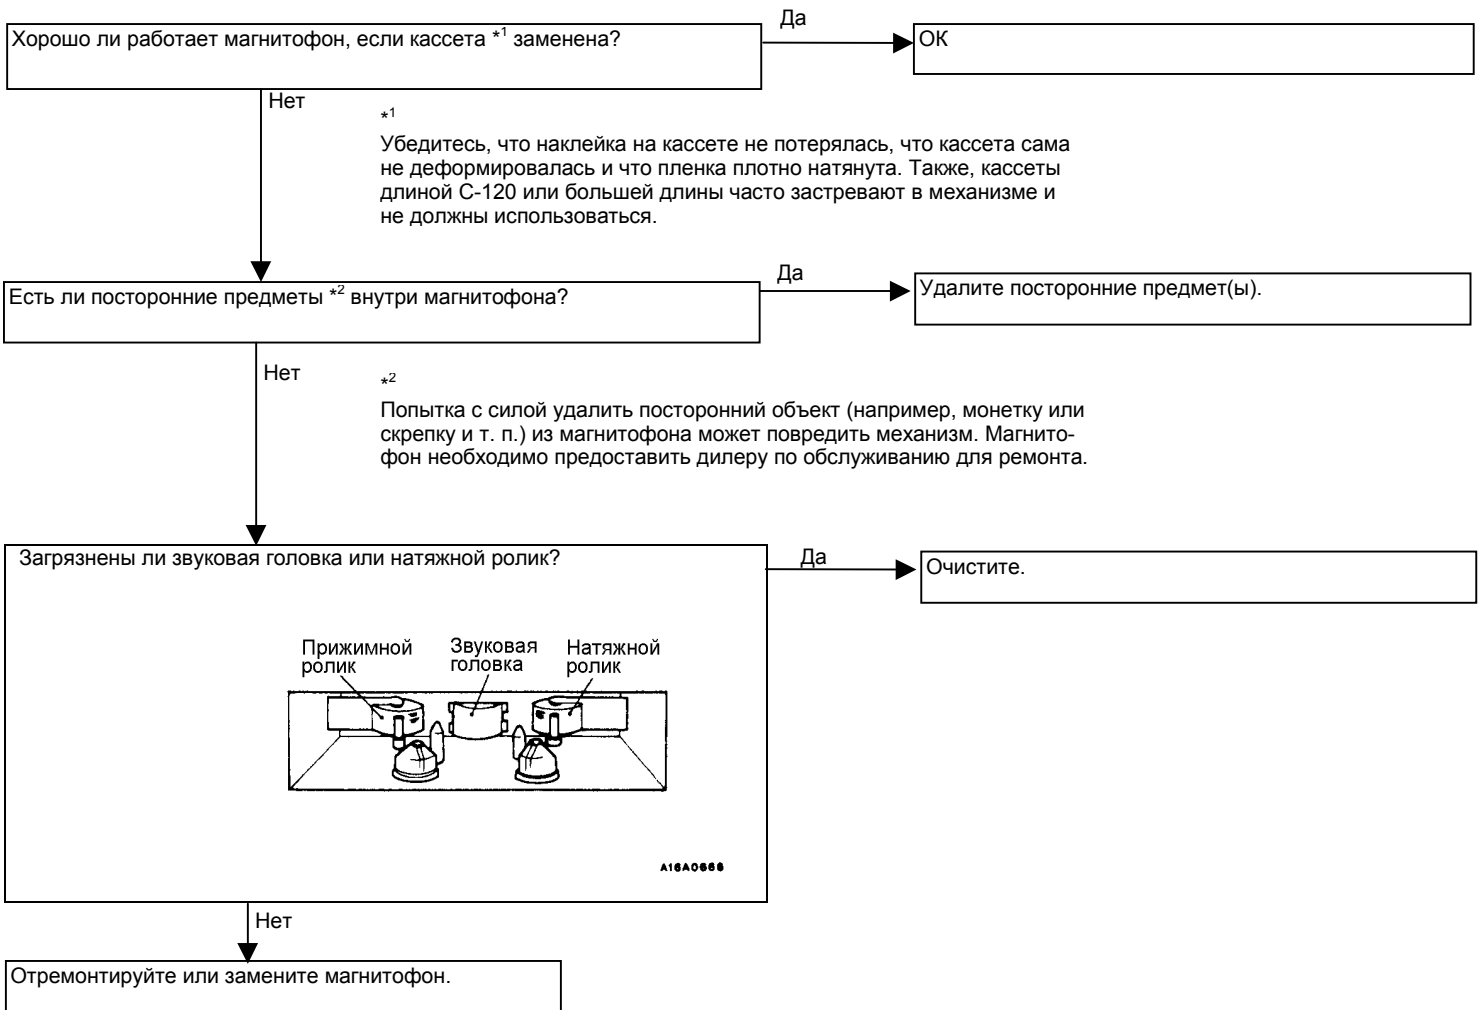 Да
Хорошо ли работает магнитофон, если кассета *1 заменена?
ОК
Нет
*1
Убедитесь, что наклейка на кассете не потерялась, что кассета сама
не деформировалась и что пленка плотно натянута. Также, кассеты
длиной С-120 или большей длины часто застревают в механизме и
не должны использоваться.
Да
Есть ли посторонние предметы *2 внутри магнитофона?
Удалите посторонние предмет(ы).
Нет
*2
Попытка с силой удалить посторонний объект (например, монетку или
скрепку и т. п.) из магнитофона может повредить механизм. Магнито-
фон необходимо предоставить дилеру по обслуживанию для ремонта.
Загрязнены ли звуковая головка или натяжной ролик?
Да
Очистите.
Прижимной
ролик
Звуковая
головка
Натяжной
ролик
A16A0668
Нет
Отремонтируйте или замените магнитофон.